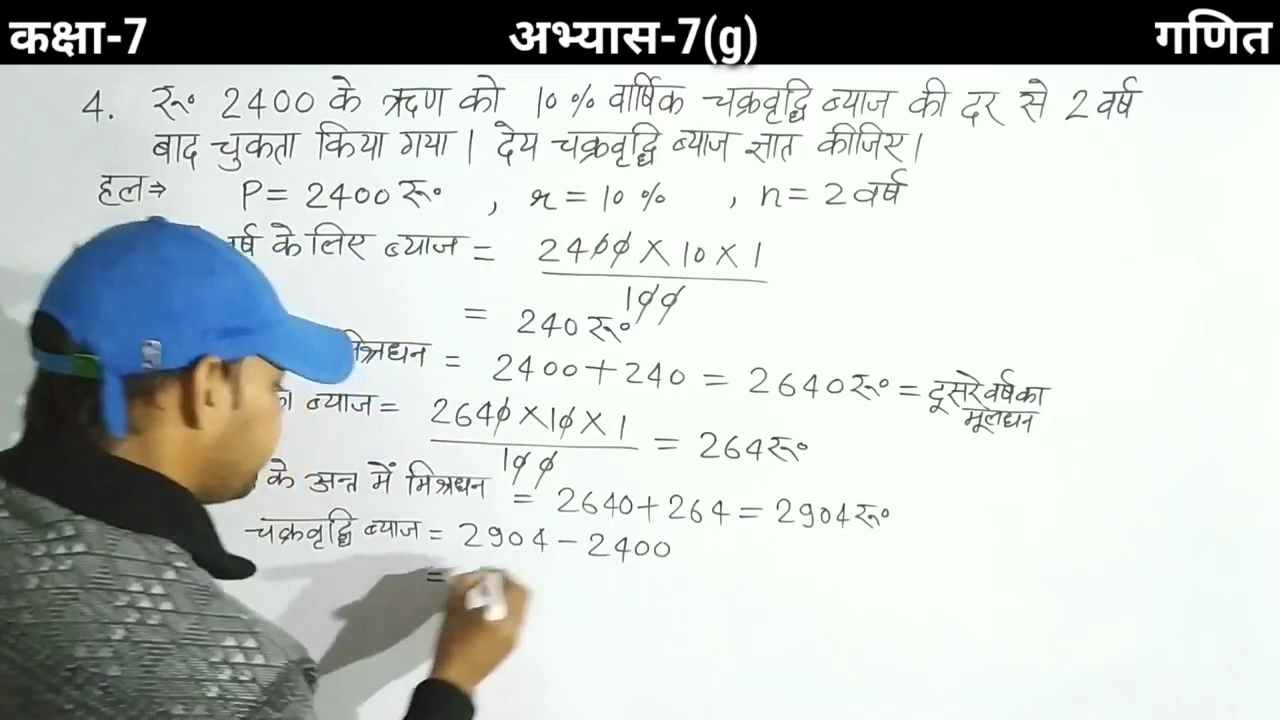 कक्षा-7 अभ्यास-7(g) गणित
4. रू॰ 2400 के ऋण को 10% वार्षिक चक्रवृद्धि ब्याज की दर से 2 वर्ष
बाद चुकता किया गया। देय चक्रवृद्धि ब्याज ज्ञात कीजिए।
हल⇒ P = 2400 रू॰ , r = 10 % , n = 2 वर्ष
के लिए ब्याज = 2400 × 10 × 1
100
= 240 रू॰
= 2400 + 240 = 2640 रू॰ = दूसरे वर्ष का
मूलधन
ब्याज = 2640 × 10 × 1
100
= 264 रू॰
के अन्त में मिश्रधन = 2640 + 264 = 2904 रू॰
चक्रवृद्धि ब्याज = 2904 - 2400
=